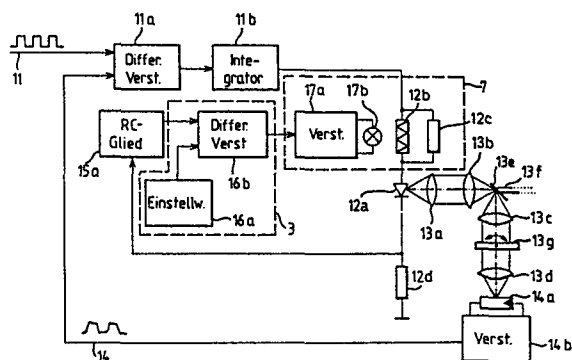 11a
11b
11
Differ.
Verst.
Inte-
grator
7
17a
17b
12b
12c
RC-
Glied
15a
Differ.
Verst
16b
Verst.
13b
13e
13f
12a
Einstellw.
16a
3
13a
13c
13g
13d
12d
14a
14
Verst.
14b